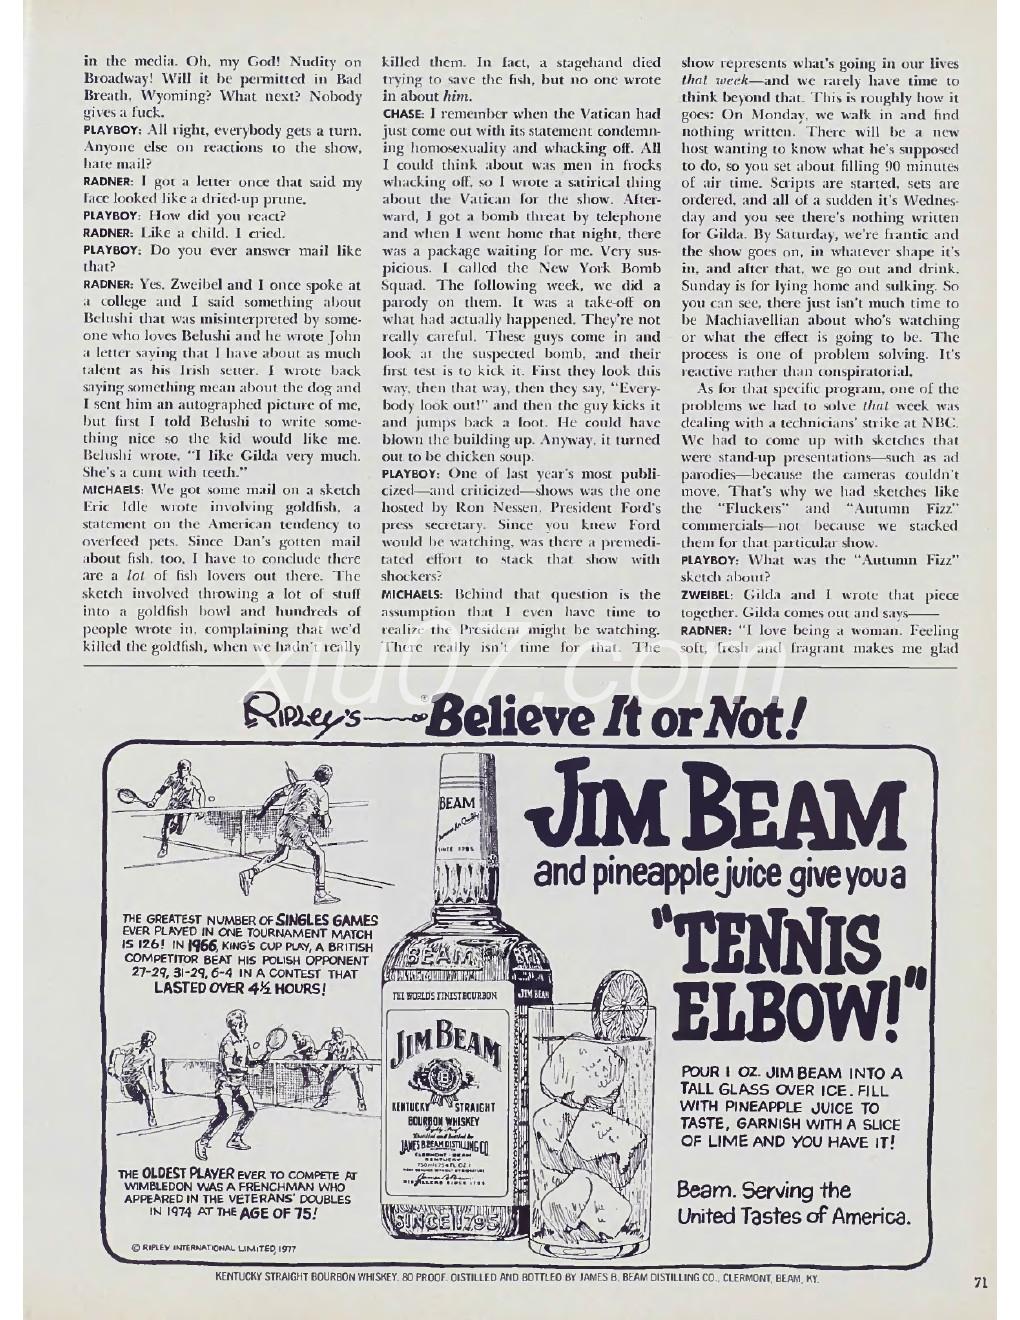 in the media. Oh, my God! Nudity on
Broadway! Will it be permitted in Bad
Breath, Wyoming? What next? Nobody
gives a fuck.
PLAYBOY: All right, everybody gets a turn.
Anyone else on reactions to the show,
hate mail?
RADNER: I got a letter once that said my
face looked like a dried-up prune.
PLAYBOY: How did you react?
RADNER: Like a child. I cried.
PLAYBOY: Do you ever answer mail like
that?
RADNER: Yes. Zweibel and I once spoke at
a college and I said something about
Belushi that was misinterpreted by some-
one who loves Belushi and he wrote John
a letter saying that I have about as much
talent as his Irish setter. I wrote back
saying something mean about the dog and
I sent him an autographed picture of me,
but first I told Belushi to write some-
thing nice so the kid would like me.
Belushi wrote, "I like Gilda very much.
She's a cunt with teeth."
MICHAELS: We got some mail on a sketch
Eric Idle wrote involving goldfish, a
statement on the American tendency to
overfeed pets. Since Dan's gotten mail
about fish, too, I have to conclude there
are a lot of fish lovers out there. The
sketch involved throwing a lot of stuff
into a goldfish bowl and hundreds of
people wrote in, complaining that we'd
killed the goldfish, when we hadn't really
killed them. In fact, a stagehand died
trying to save the fish, but no one wrote
in about him.
CHASE: I remember when the Vatican had
just come out with its statement condemn-
ing homosexuality and whacking off. All
I could think about was men in frocks
whacking off, so I wrote a satirical thing
about the Vatican for the show. After-
ward, I got a bomb threat by telephone
and when I went home that night, there
was a package waiting for me. Very sus-
picious. I called the New York Bomb
Squad. The following week, we did a
parody on them. It was a take-off on
what had actually happened. They're not
really careful. These guys come in and
look at the suspected bomb, and their
first test is to kick it. First they look this
way, then that way, then they say, "Every-
body look out!" and then the guy kicks it
and jumps back a foot. He could have
blown the building up. Anyway, it turned
out to be chicken soup.
PLAYBOY: One of last year's most publi-
cized—and criticized—shows was the one
hosted by Ron Nessen, President Ford's
press secretary. Since you knew Ford
would be watching, was there a premedi-
tated effort to stack that show with
shockers?
MICHAELS: Behind that question is the
assumption that I even have time to
realize the President might be watching.
There really isn't time for that. The
show represents what's going in our lives
that week—and we rarely have time to
think beyond that. This is roughly how it
goes: On Monday, we walk in and find
nothing written. There will be a new
host wanting to know what he's supposed
to do, so you set about filling 90 minutes
of air time. Scripts are started, sets are
ordered, and all of a sudden it's Wednes-
day and you see there's nothing written
for Gilda. By Saturday, we're frantic and
the show goes on, in whatever shape it's
in, and after that, we go out and drink.
Sunday is for lying home and sulking. So
you can see, there just isn't much time to
be Machiavellian about who's watching
or what the effect is going to be. The
process is one of problem solving. It's
reactive rather than conspiratorial.
As for that specific program, one of the
problems we had to solve that week was
dealing with a technicians' strike at NBC.
We had to come up with sketches that
were stand-up presentations—such as ad
parodies—because the cameras couldn't
move. That's why we had sketches like
the "Fluckers" and "Autumn Fizz"
commercials—not because we stacked
them for that particular show.
PLAYBOY: What was the "Autumn Fizz"
sketch about?
ZWEIBEL: Gilda and I wrote that piece
together. Gilda comes out and says——
RADNER: "I love being a woman. Feeling
soft, fresh and fragrant makes me glad
xiu07.com
Ripley's Believe It or Not!®
THE GREATEST NUMBER OF SINGLES GAMES
EVER PLAYED IN ONE TOURNAMENT MATCH
IS 126! IN 1966, KING'S CUP PLAY, A BRITISH
COMPETITOR BEAT HIS POLISH OPPONENT
27-29, 31-29, 6-4 IN A CONTEST THAT
LASTED OVER 4½ HOURS!
THE OLDEST PLAYER EVER TO COMPETE AT
WIMBLEDON WAS A FRENCHMAN WHO
APPEARED IN THE VETERANS' DOUBLES
IN 1974 AT THE AGE OF 75!
© RIPLEY INTERNATIONAL LIMITED, 1977
BEAM
SINCE 1795
BEAM
THE WORLD'S FINEST BOURBON
JIM BEAM
JIM BEAM
B
KENTUCKY STRAIGHT
BOURBON WHISKEY
Distilled and bottled by
JAMES B. BEAM DISTILLING CO.
CLERMONT · BEAM
KENTUCKY
DISTILLERS SINCE 1795
SINCE 1795
JIM BEAM
and pineapple juice give you a
"TENNIS
ELBOW!"
POUR 1 OZ. JIM BEAM INTO A
TALL GLASS OVER ICE. FILL
WITH PINEAPPLE JUICE TO
TASTE, GARNISH WITH A SLICE
OF LIME AND YOU HAVE IT!
Beam. Serving the
United Tastes of America.
KENTUCKY STRAIGHT BOURBON WHISKEY. 80 PROOF. DISTILLED AND BOTTLED BY JAMES B. BEAM DISTILLING CO., CLERMONT, BEAM, KY.
71